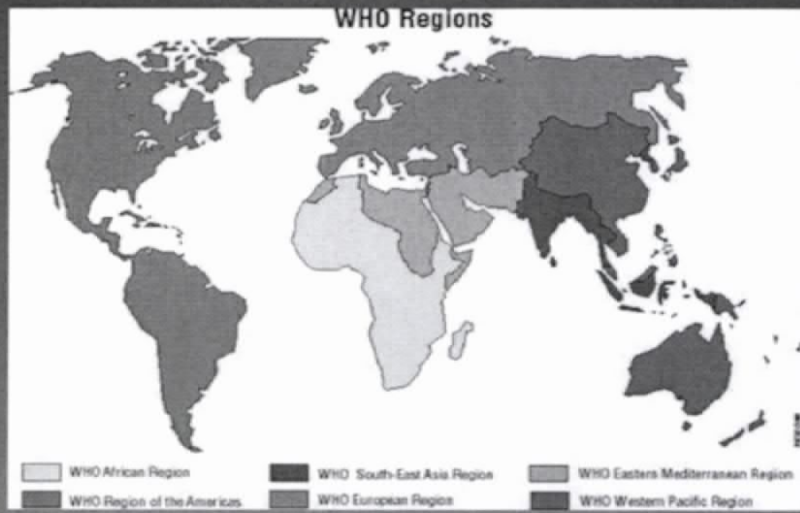 WHO Regions
WHO African Region
WHO South-East Asia Region
WHO Eastern Mediterranean Region
WHO Region of the Americas
WHO European Region
WHO Western Pacific Region